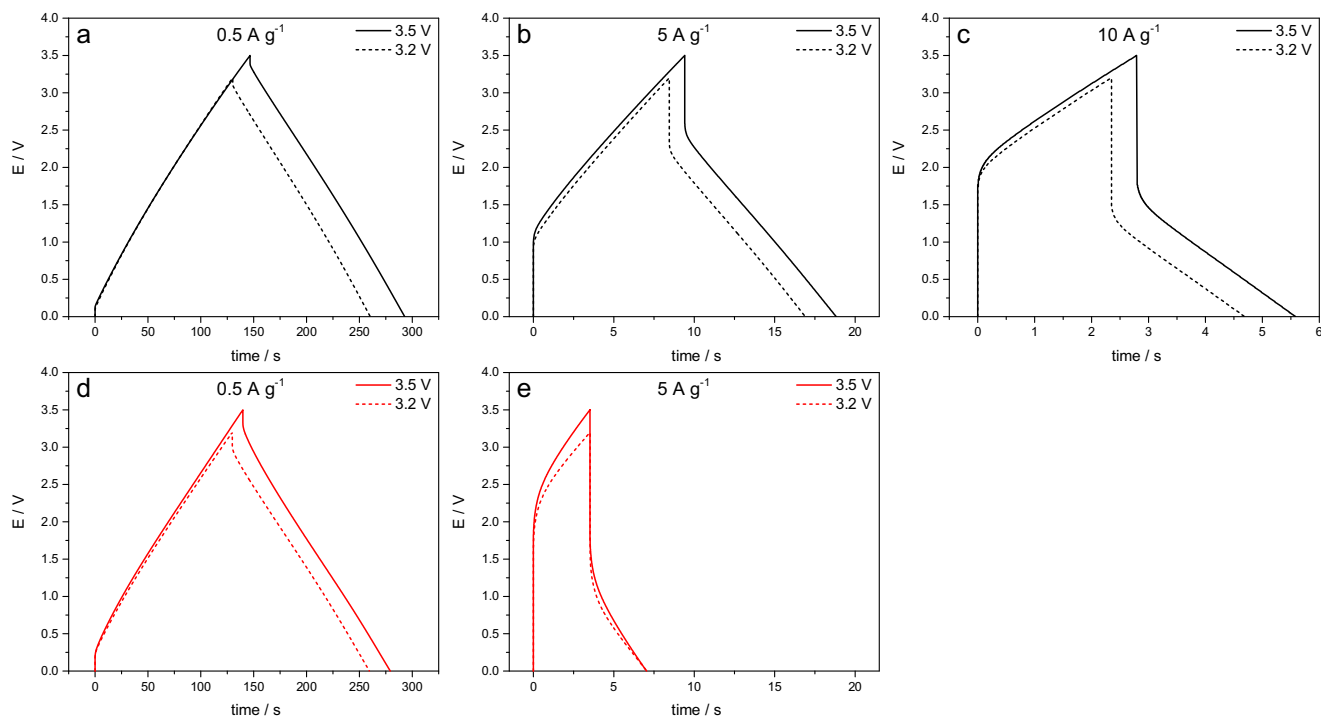 a
0.5 A g⁻¹
3.5 V
3.2 V
4.0
3.5
3.0
2.5
2.0
1.5
1.0
0.5
0.0
E / V
0 50 100 150 200 250 300
time / s
b
5 A g⁻¹
3.5 V
3.2 V
4.0
3.5
3.0
2.5
2.0
1.5
1.0
0.5
0.0
E / V
0 5 10 15 20
time / s
c
10 A g⁻¹
3.5 V
3.2 V
4.0
3.5
3.0
2.5
2.0
1.5
1.0
0.5
0.0
E / V
0 1 2 3 4 5 6
time / s
d
0.5 A g⁻¹
3.5 V
3.2 V
4.0
3.5
3.0
2.5
2.0
1.5
1.0
0.5
0.0
E / V
0 50 100 150 200 250 300
time / s
e
5 A g⁻¹
3.5 V
3.2 V
4.0
3.5
3.0
2.5
2.0
1.5
1.0
0.5
0.0
E / V
0 5 10 15 20
time / s